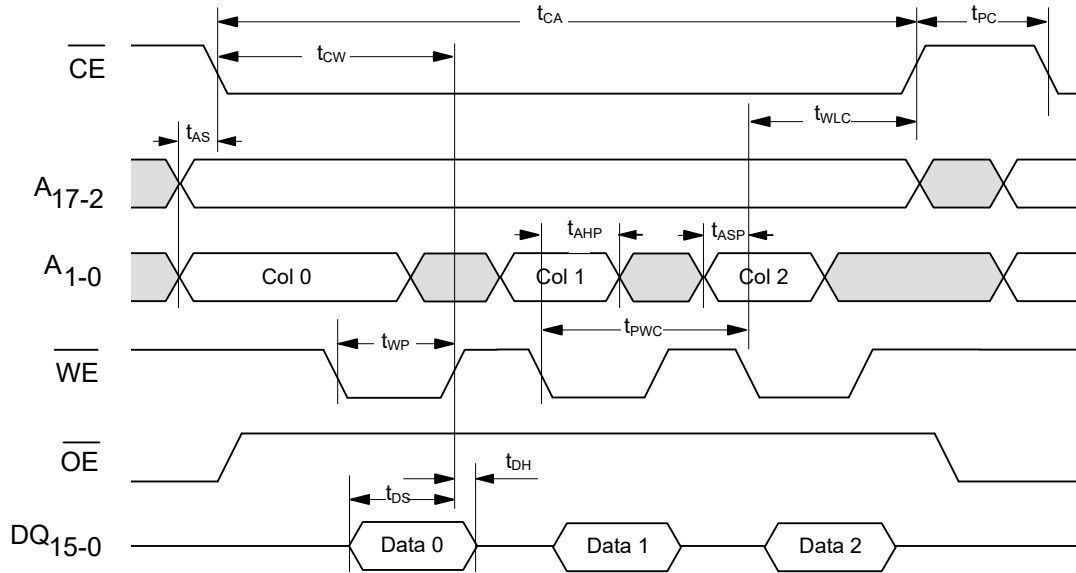 tCA
tPC
tCW
CE
tWLC
tAS
A17-2
tAHP
tASP
A1-0
Col 0
Col 1
Col 2
tPWC
tWP
WE
OE
tDH
tDS
DQ15-0
Data 0
Data 1
Data 2